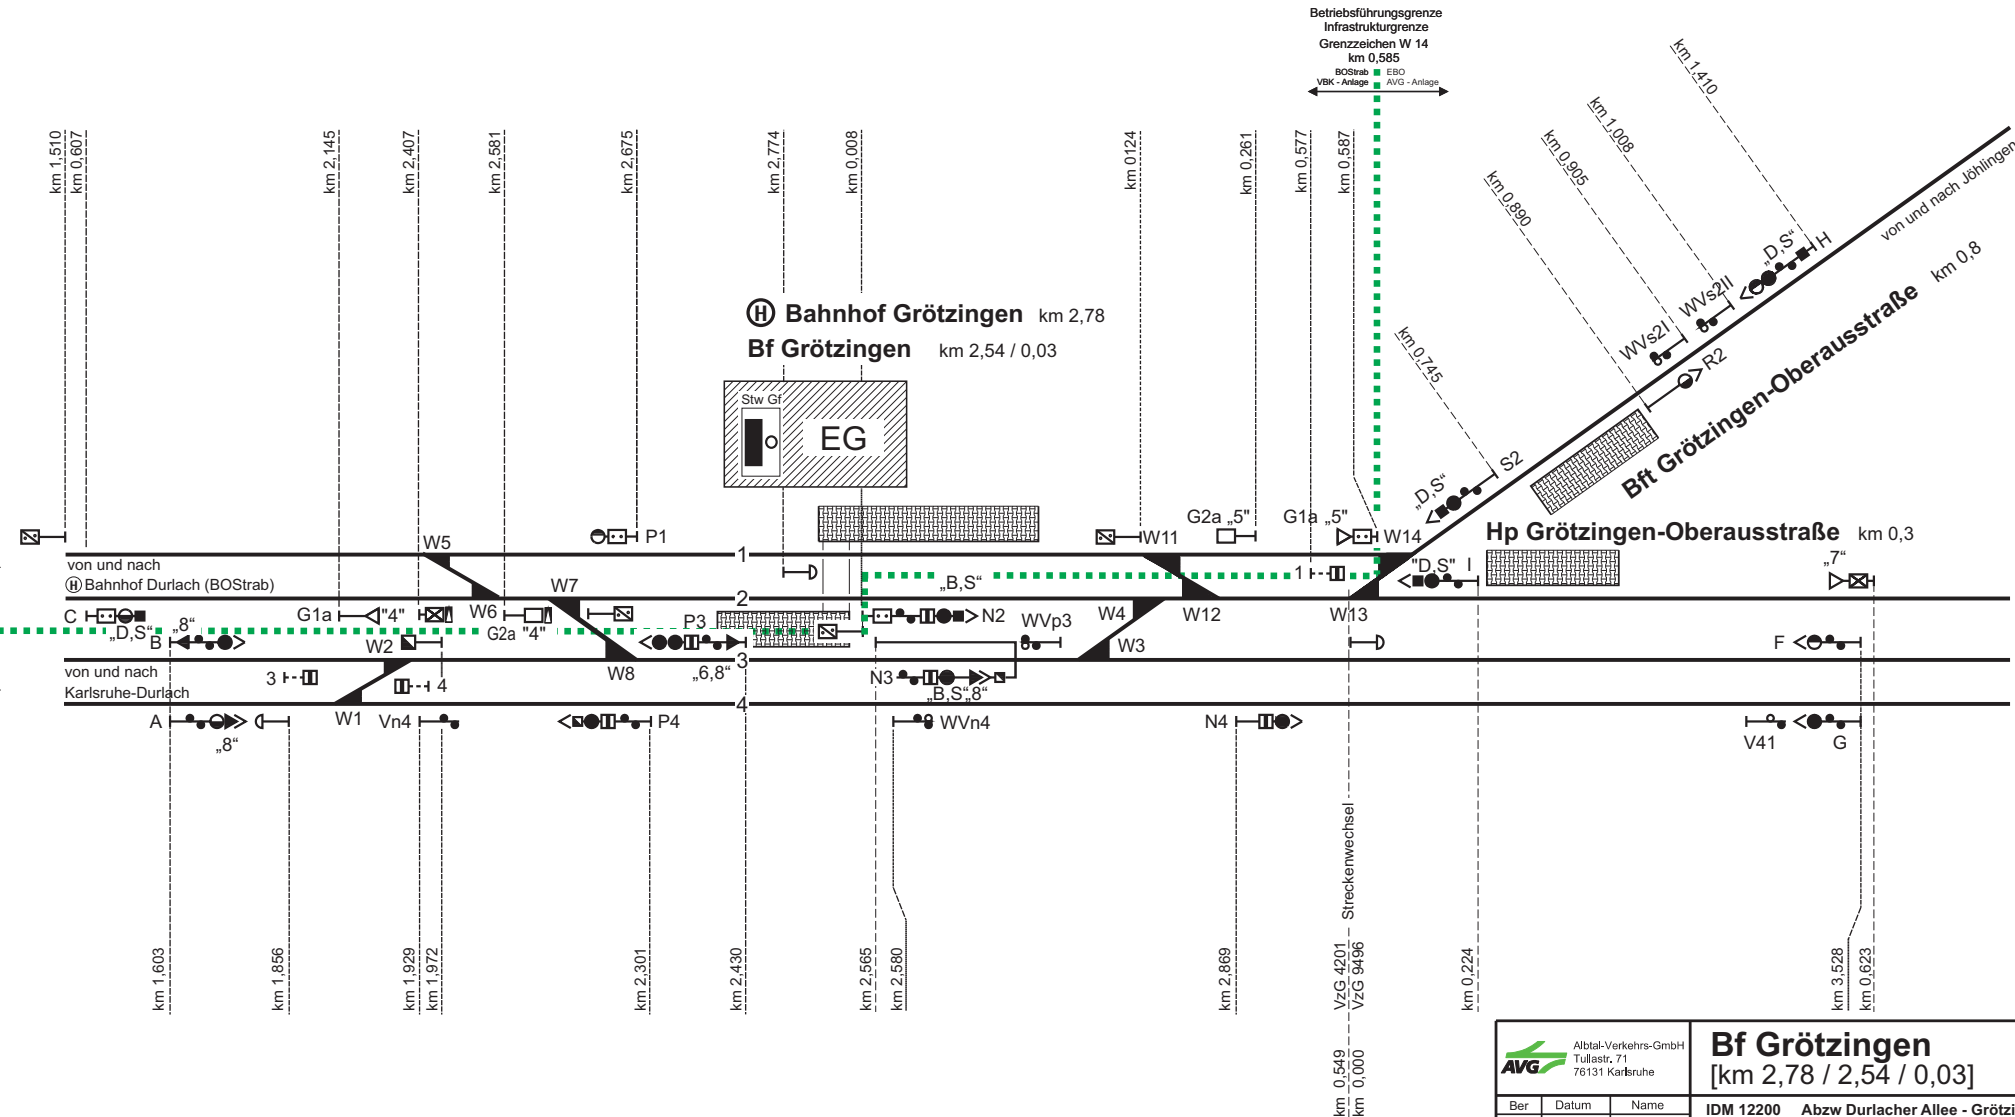 Betriebsführungsgrenze
Infrastrukturgrenze
Grenzzeichen W 14
km 0,585
BOStrab EBO
VBK - Anlage AVG - Anlage
km 1,510
km 0,607
km 2,145
km 2,407
km 2,581
km 2,675
km 2,774
km 0,008
km 0124
km 0,261
km 0,577
km 0,587
km 0,745
km 0,890
km 0,905
km 1,008
km 1,410
von und nach Jöhlingen
„D,S“ H
WVs2II
WVs2I
R2
Bft Grötzingen-Oberausstraße km 0,8
„D,S“ S2
H Bahnhof Grötzingen km 2,78
Bf Grötzingen km 2,54 / 0,03
Stw Gf
EG
Hp Grötzingen-Oberausstraße km 0,3
W5
P1
1
W11
G2a „5“
G1a „5“
W14
von und nach
H Bahnhof Durlach (BOStrab)
W7
„B,S“
1
"D,S" I
„7“
2
C
„D,S“
G1a "4"
W6
G2a "4"
P3
N2
WVp3
W4
W12
W13
B „8“
W2
W8
„6,8“
3
W3
F
von und nach
Karlsruhe-Durlach
3
4
N3
„B,S“ „8“
4
A
„8“
W1
Vn4
P4
WVn4
N4
V41
G
km 1,603
km 1,856
km 1,929
km 1,972
km 2,301
km 2,430
km 2,565
km 2,580
km 2,869
Streckenwechsel
VzG 4201
VzG 9496
km 0,549
km 0,000
km 0,224
km 3,528
km 0,623
AVG
Albtal-Verkehrs-GmbH
Tullastr. 71
76131 Karlsruhe
Bf Grötzingen
[km 2,78 / 2,54 / 0,03]
Ber Datum Name
IDM 12200 Abzw Durlacher Allee - Grötzi